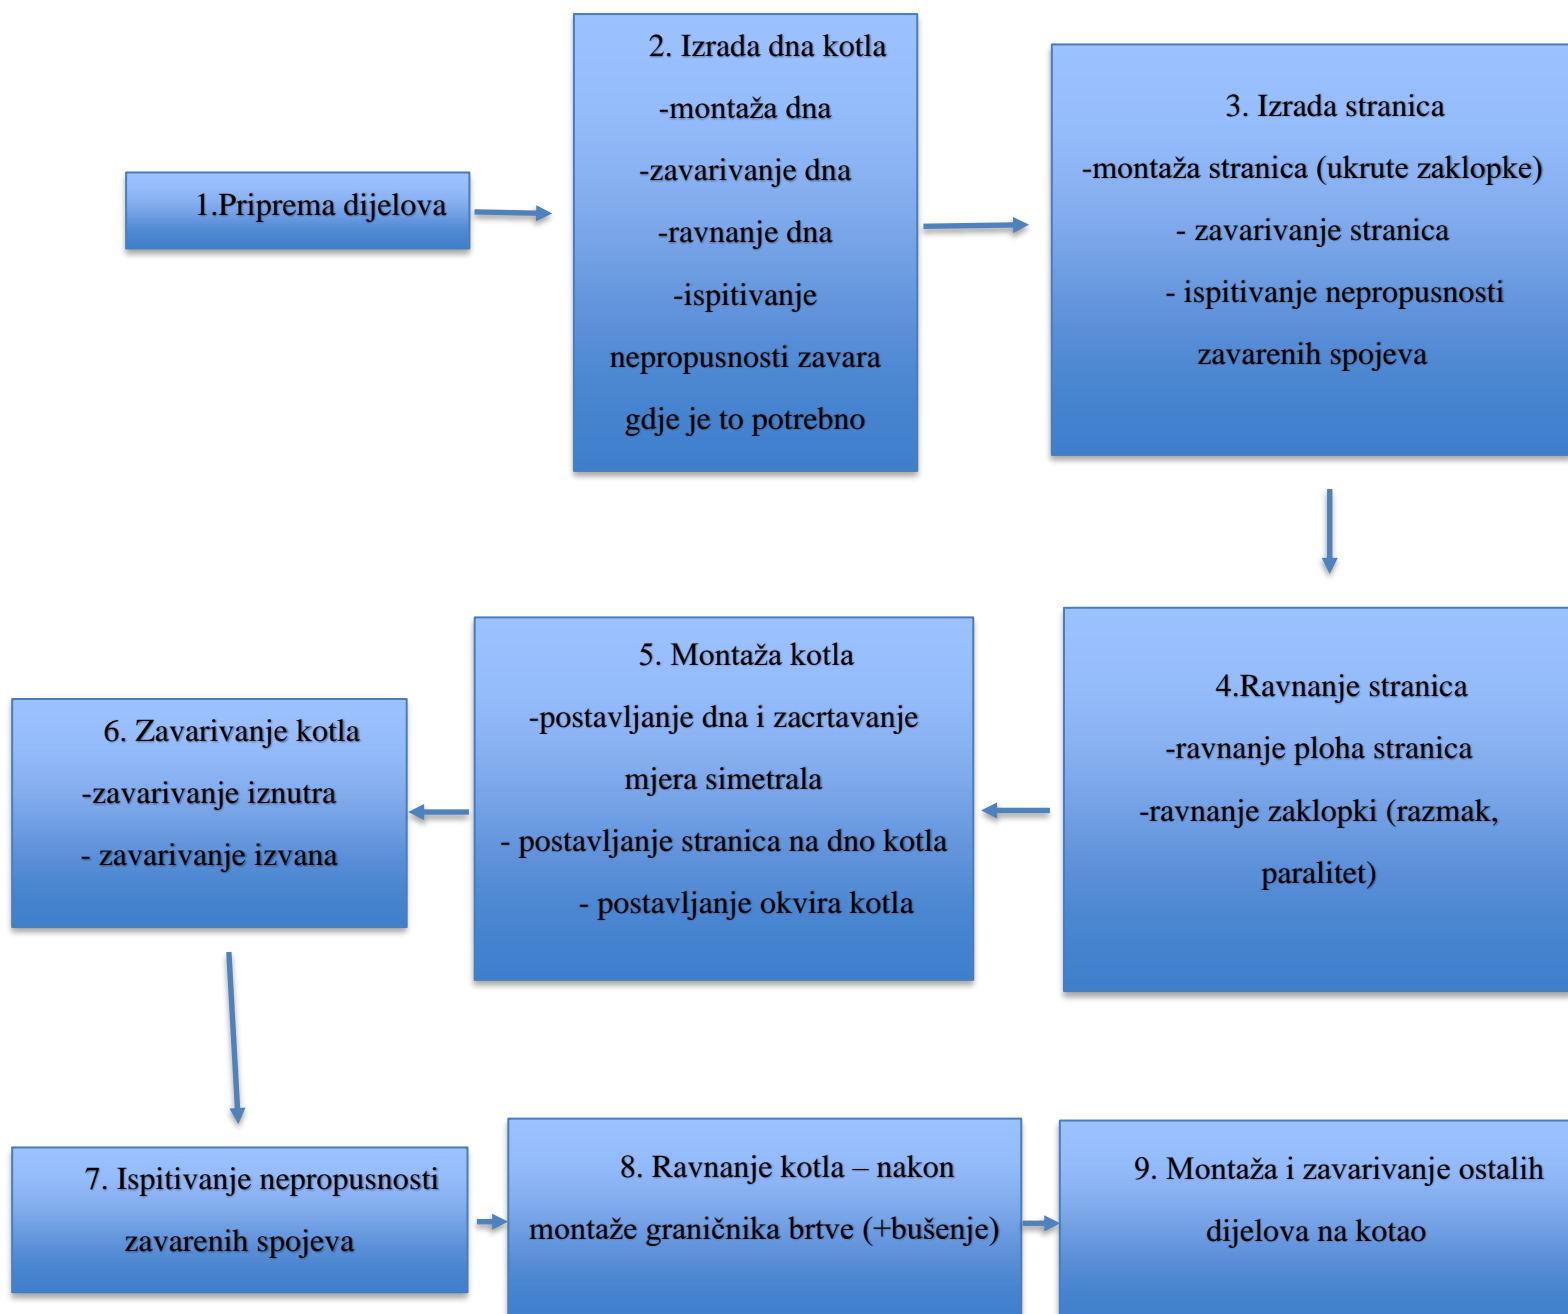 1.Priprema dijelova
2. Izrada dna kotla
-montaža dna
-zavarivanje dna
-ravnanje dna
-ispitivanje
nepropusnosti zavara
gdje je to potrebno
3. Izrada stranica
-montaža stranica (ukrute zaklopke)
- zavarivanje stranica
- ispitivanje nepropusnosti
zavarenih spojeva
4.Ravnanje stranica
-ravnanje ploha stranica
-ravnanje zaklopki (razmak,
paralitet)
5. Montaža kotla
-postavljanje dna i zacrtavanje
mjera simetrala
- postavljanje stranica na dno kotla
- postavljanje okvira kotla
6. Zavarivanje kotla
-zavarivanje iznutra
- zavarivanje izvana
7. Ispitivanje nepropusnosti
zavarenih spojeva
8. Ravnanje kotla – nakon
montaže graničnika brtve (+bušenje)
9. Montaža i zavarivanje ostalih
dijelova na kotao